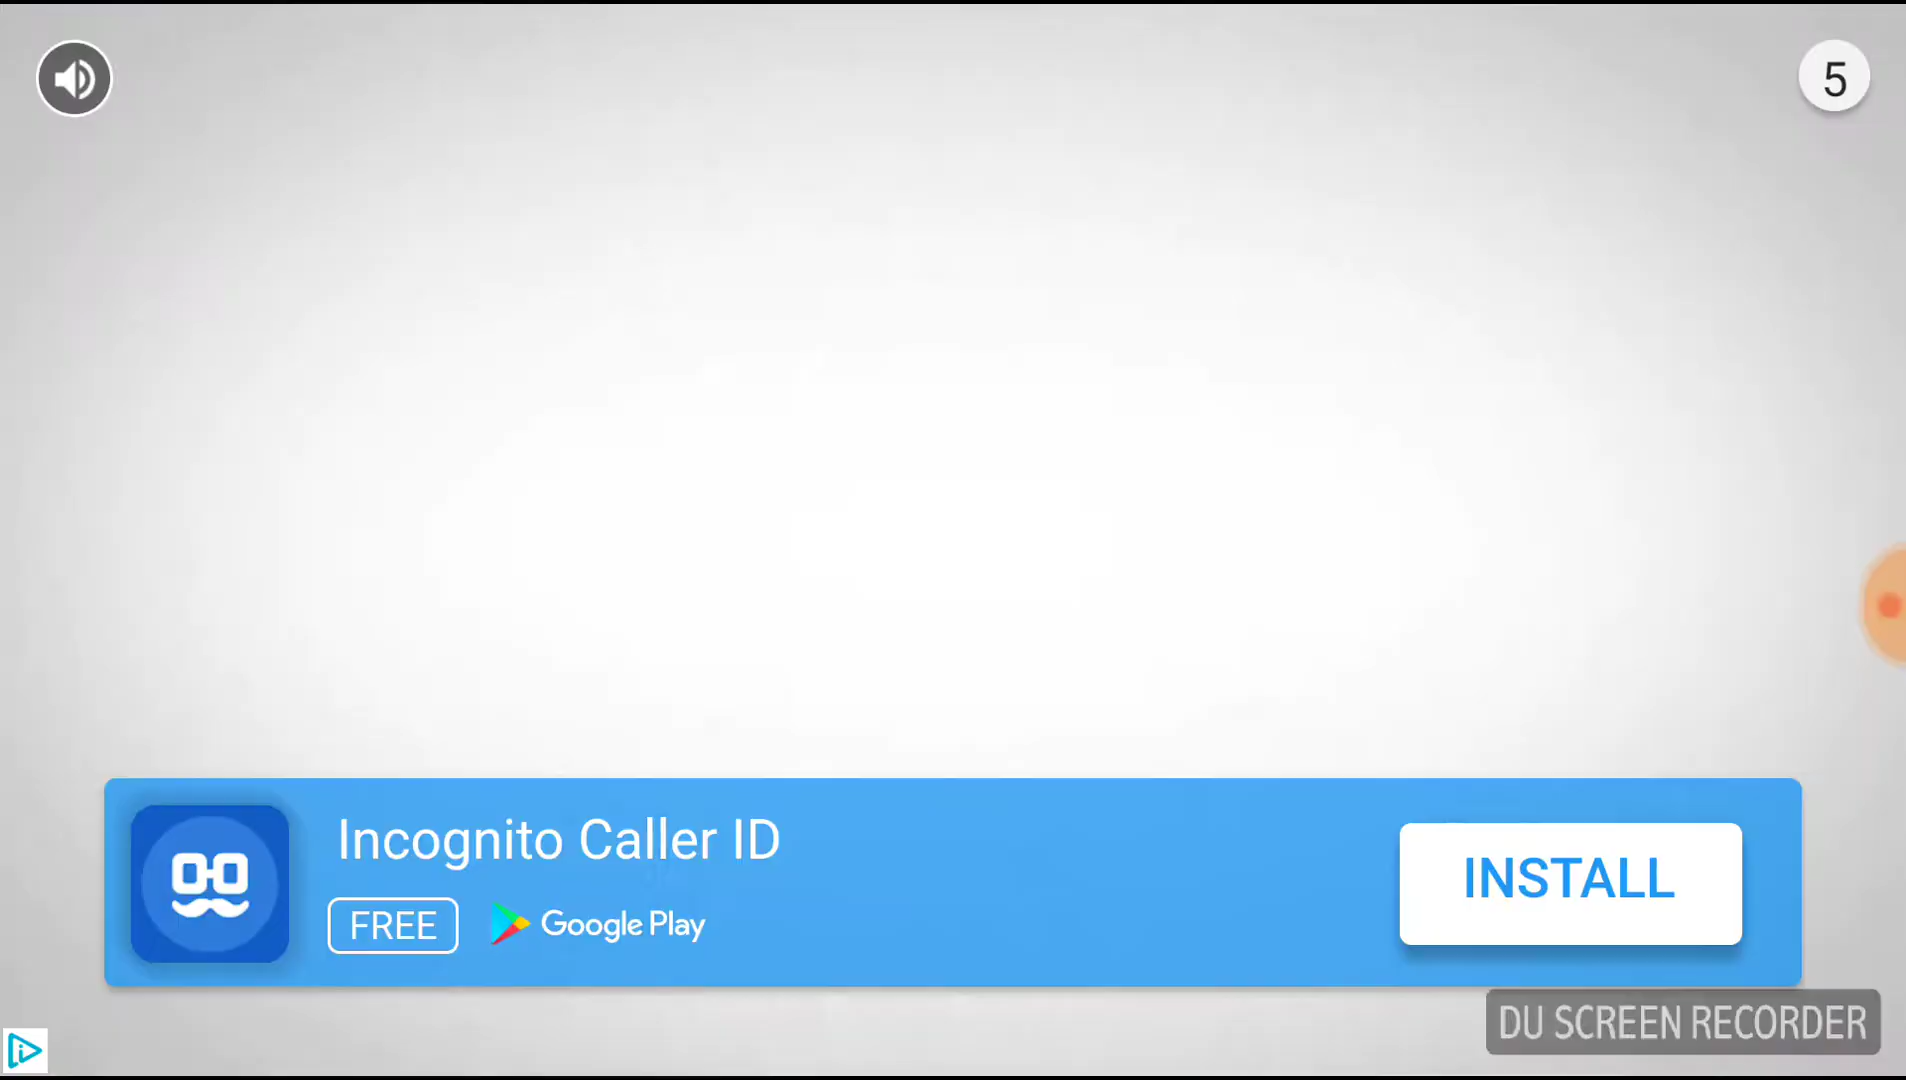 5
Incognito Caller ID
FREE
Google Play
INSTALL
DU SCREEN RECORDER